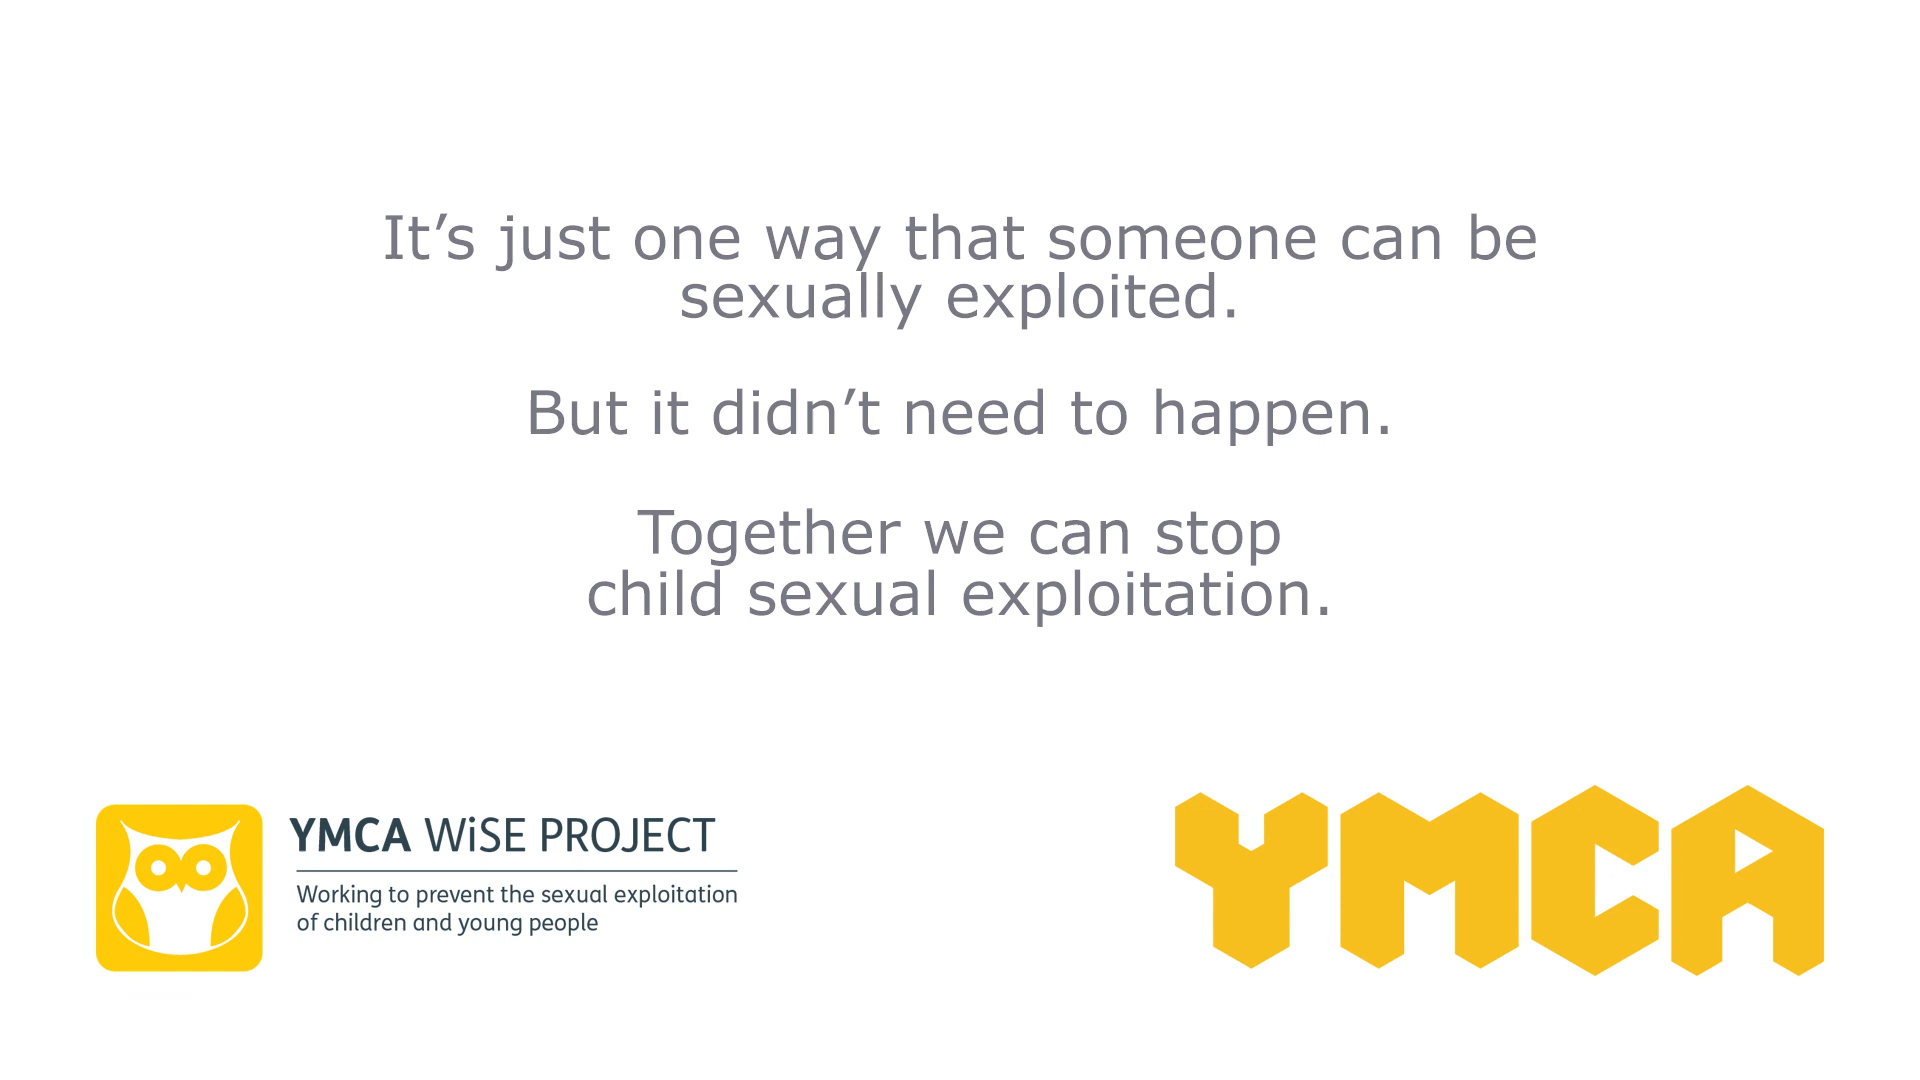 It’s just one way that someone can be
sexually exploited.
But it didn’t need to happen.
Together we can stop
child sexual exploitation.
YMCA WiSE PROJECT
Working to prevent the sexual exploitation
of children and young people
YMCA